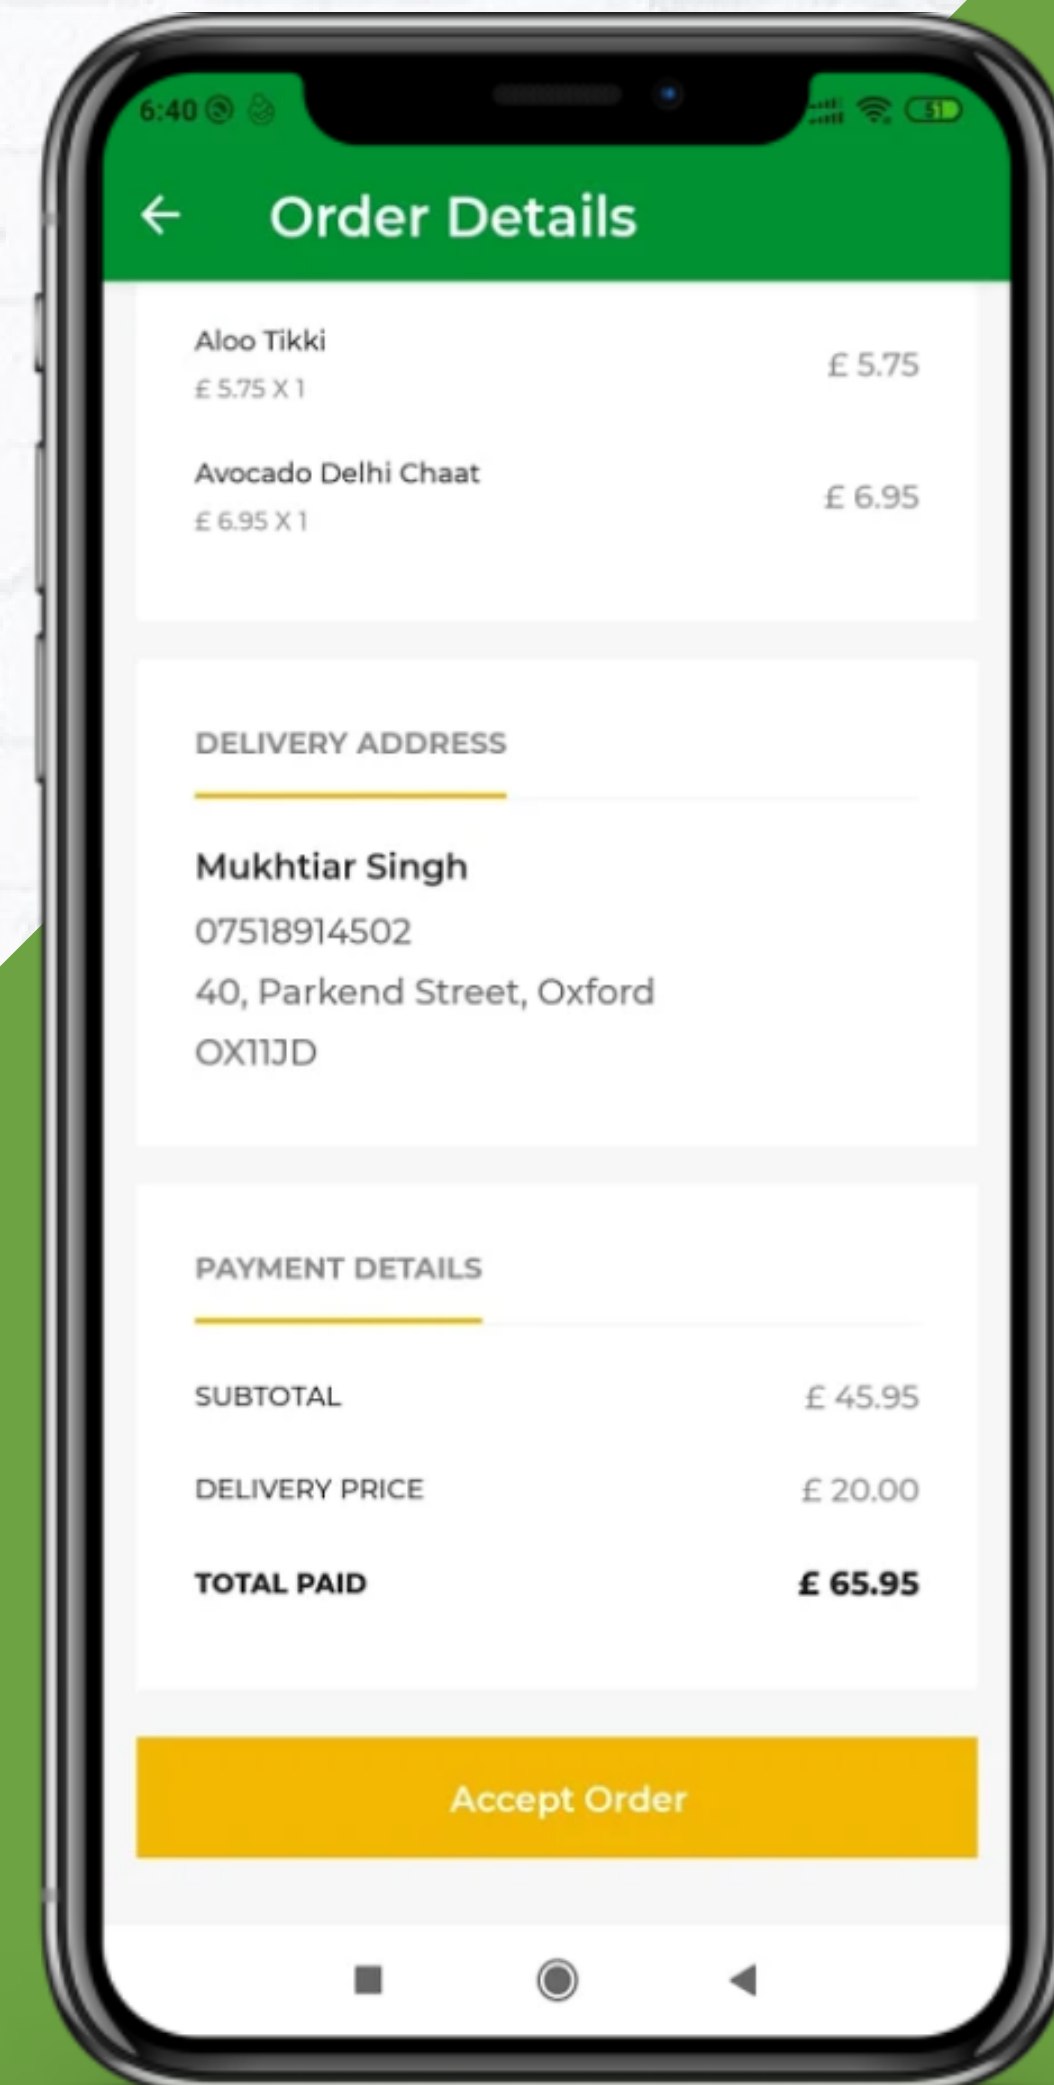 6:40
51
Order Details
Aloo Tikki
£ 5.75
£ 5.75 X 1
Avocado Delhi Chaat
£ 6.95
£ 6.95 X 1
DELIVERY ADDRESS
Mukhtiar Singh
07518914502
40, Parkend Street, Oxford
OX11JD
PAYMENT DETAILS
SUBTOTAL £ 45.95
DELIVERY PRICE £ 20.00
TOTAL PAID £ 65.95
Accept Order